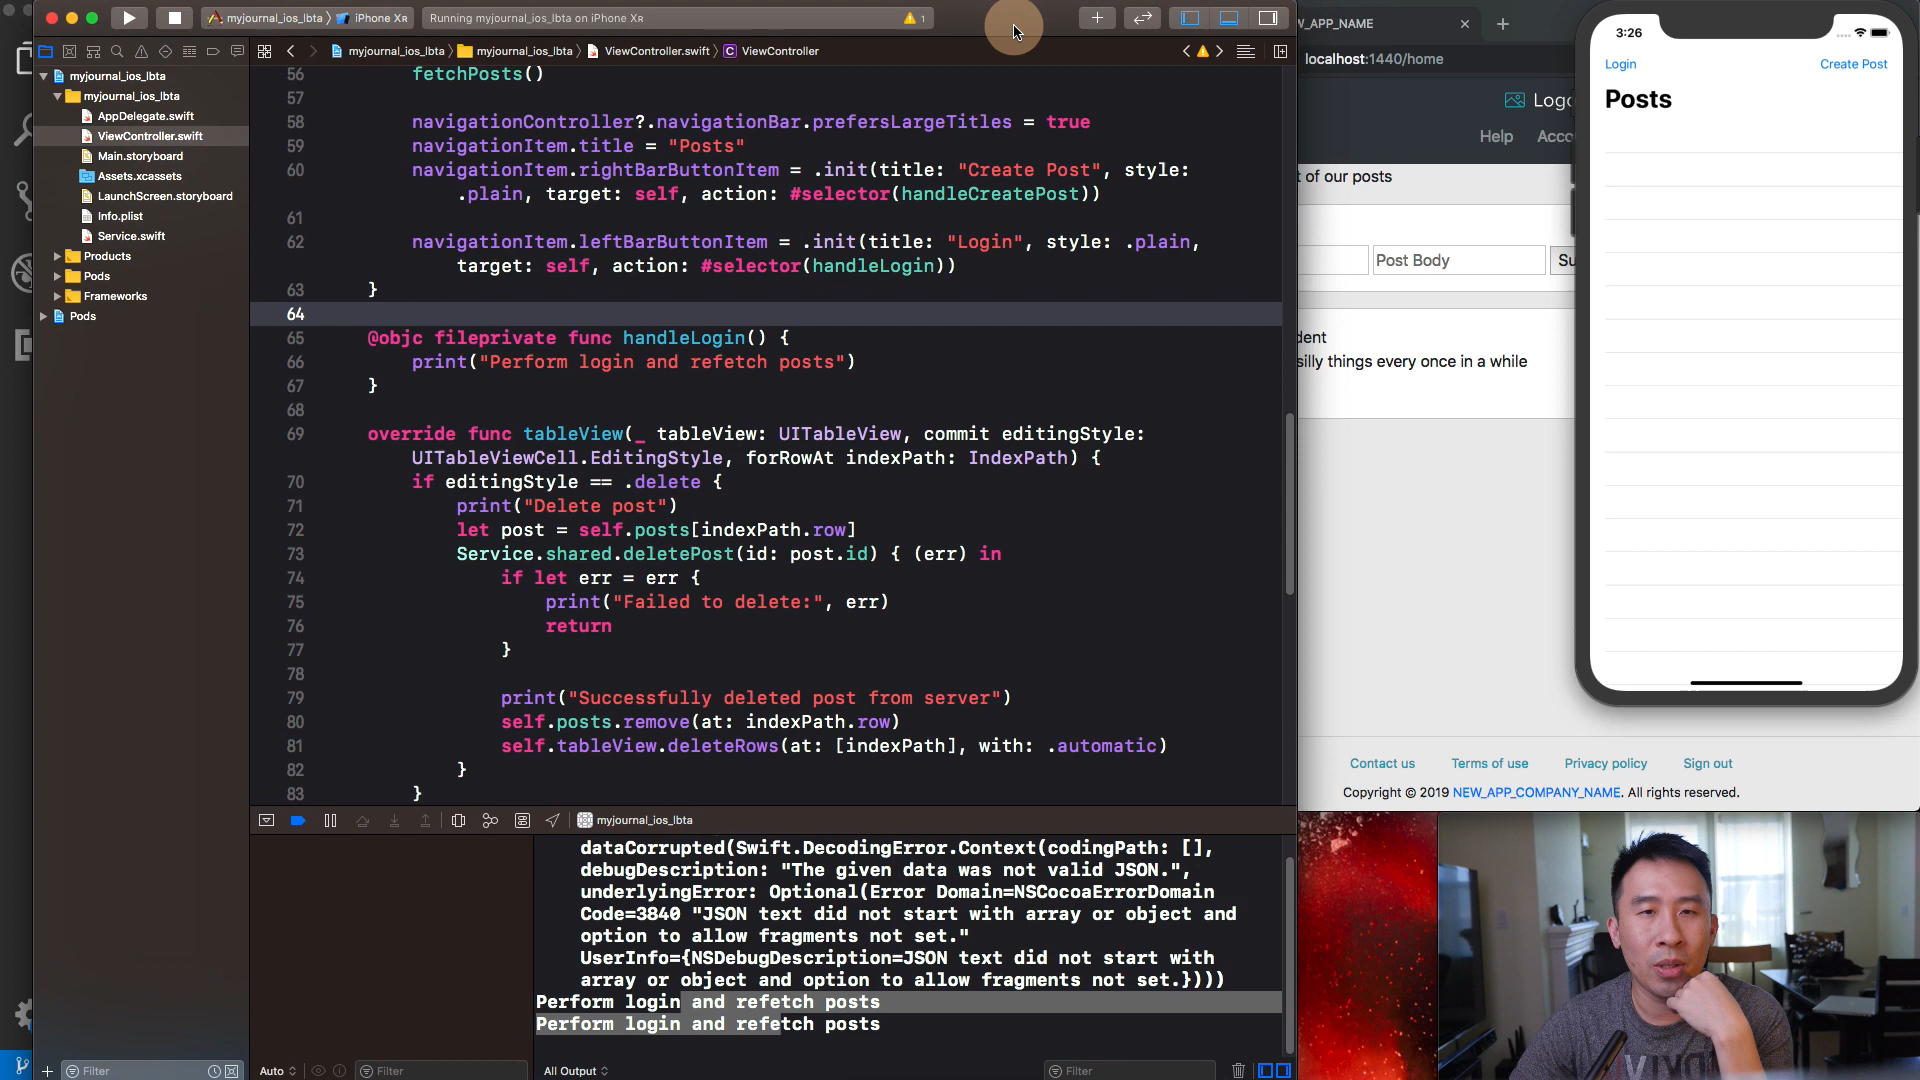 myjournal_ios_lbta
iPhone XR
Running myjournal_ios_lbta on iPhone XR
1
myjournal_ios_lbta
myjournal_ios_lbta
ViewController.swift
ViewController
myjournal_ios_lbta
myjournal_ios_lbta
AppDelegate.swift
ViewController.swift
Main.storyboard
Assets.xcassets
LaunchScreen.storyboard
Info.plist
Service.swift
Products
Pods
Frameworks
Pods
56 fetchPosts()
57
58 navigationController?.navigationBar.prefersLargeTitles = true
59 navigationItem.title = "Posts"
60 navigationItem.rightBarButtonItem = .init(title: "Create Post", style:
.plain, target: self, action: #selector(handleCreatePost))
61
62 navigationItem.leftBarButtonItem = .init(title: "Login", style: .plain,
target: self, action: #selector(handleLogin))
63 }
64
65 @objc fileprivate func handleLogin() {
66 print("Perform login and refetch posts")
67 }
68
69 override func tableView(_ tableView: UITableView, commit editingStyle:
UITableViewCell.EditingStyle, forRowAt indexPath: IndexPath) {
70 if editingStyle == .delete {
71 print("Delete post")
72 let post = self.posts[indexPath.row]
73 Service.shared.deletePost(id: post.id) { (err) in
74 if let err = err {
75 print("Failed to delete:", err)
76 return
77 }
78
79 print("Successfully deleted post from server")
80 self.posts.remove(at: indexPath.row)
81 self.tableView.deleteRows(at: [indexPath], with: .automatic)
82 }
83 }
myjournal_ios_lbta
dataCorrupted(Swift.DecodingError.Context(codingPath: [],
debugDescription: "The given data was not valid JSON.",
underlyingError: Optional(Error Domain=NSCocoaErrorDomain
Code=3840 "JSON text did not start with array or object and
option to allow fragments not set."
UserInfo={NSDebugDescription=JSON text did not start with
array or object and option to allow fragments not set.})))
Perform login and refetch posts
Perform login and refetch posts
Filter
Auto
Filter
All Output
Filter
W_APP_NAME
localhost:1440/home
Logo
Help
Acco
t of our posts
Post Body
Su
dent
silly things every once in a while
Contact us
Terms of use
Privacy policy
Sign out
Copyright © 2019 NEW_APP_COMPANY_NAME. All rights reserved.
3:26
Login
Create Post
Posts